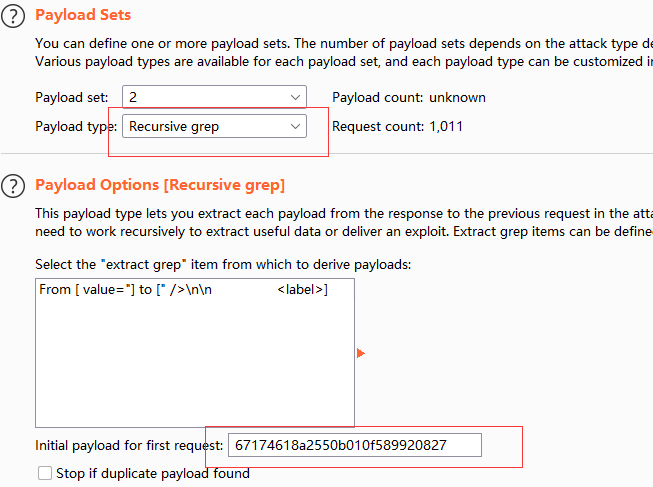 Payload Sets
You can define one or more payload sets. The number of payload sets depends on the attack type de
Various payload types are available for each payload set, and each payload type can be customized i
Payload set: 2 Payload count: unknown
Payload type: Recursive grep Request count: 1,011
Payload Options [Recursive grep]
This payload type lets you extract each payload from the response to the previous request in the atta
need to work recursively to extract useful data or deliver an exploit. Extract grep items can be define
Select the "extract grep" item from which to derive payloads:
From [ value="] to [" />\n\n <label>]
Initial payload for first request: 67174618a2550b010f589920827
Stop if duplicate payload found